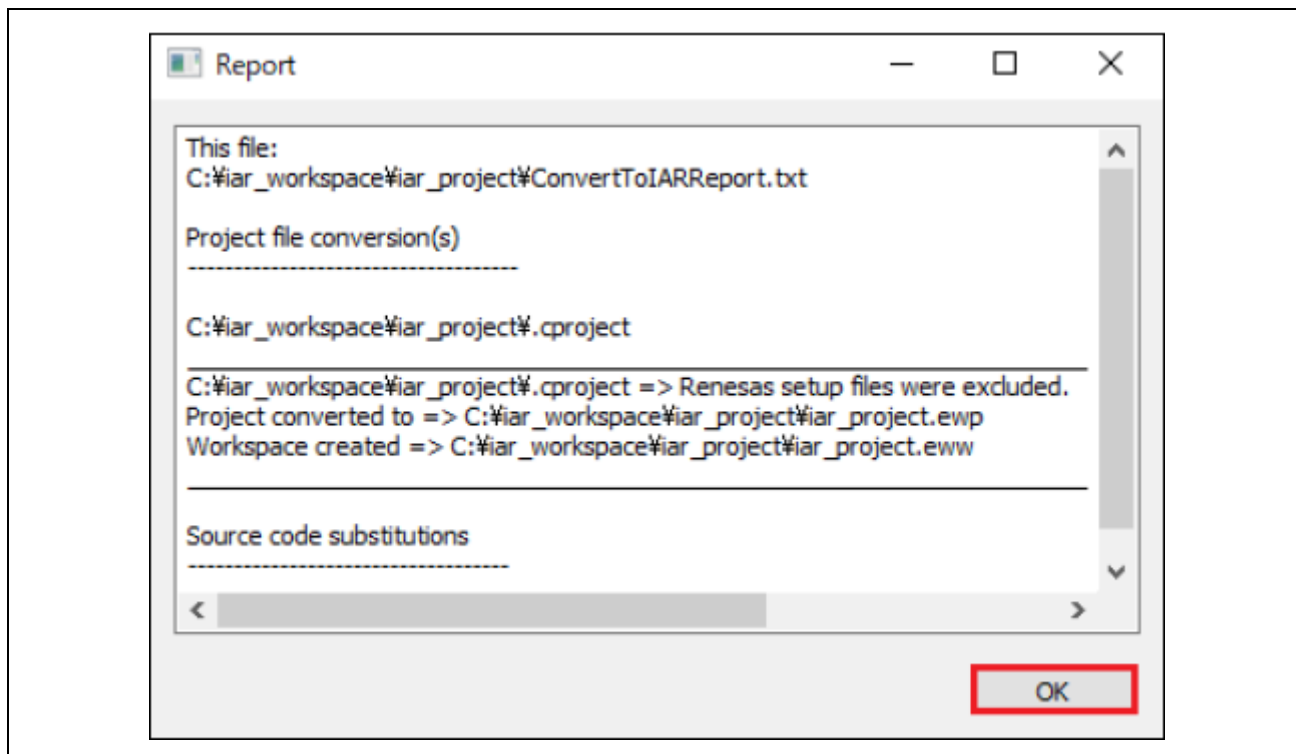 Report
This file:
C:¥iar_workspace¥iar_project¥ConvertToIARReport.txt
Project file conversion(s)
-------------------------------------
C:¥iar_workspace¥iar_project¥.cproject
C:¥iar_workspace¥iar_project¥.cproject => Renesas setup files were excluded.
Project converted to => C:¥iar_workspace¥iar_project¥iar_project.ewp
Workspace created => C:¥iar_workspace¥iar_project¥iar_project.eww
Source code substitutions
------------------------------------
OK